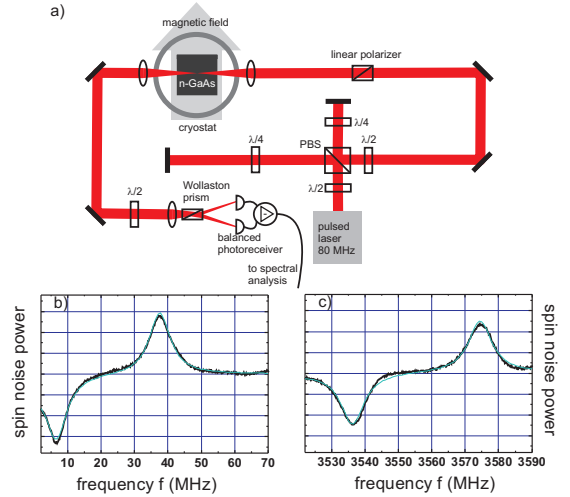 a)
magnetic field
n-GaAs
cryostat
linear polarizer
λ/4
PBS
λ/4
λ/2
λ/2
λ/2
Wollaston
prism
balanced
photoreceiver
pulsed
laser
80 MHz
to spectral
analysis
b)
c)
spin noise power
spin noise power
10 20 30 40 50 60 70
3530 3540 3550 3560 3570 3580 3590
frequency f (MHz)
frequency f (MHz)